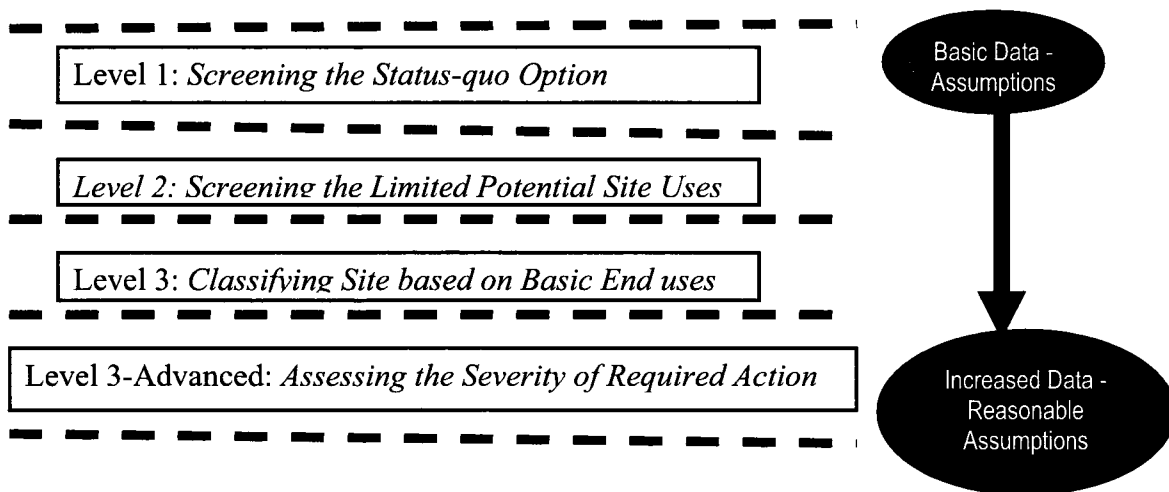 Level 1: Screening the Status-quo Option
Basic Data -
Assumptions
Level 2: Screening the Limited Potential Site Uses
Level 3: Classifying Site based on Basic End uses
Level 3-Advanced: Assessing the Severity of Required Action
Increased Data -
Reasonable
Assumptions